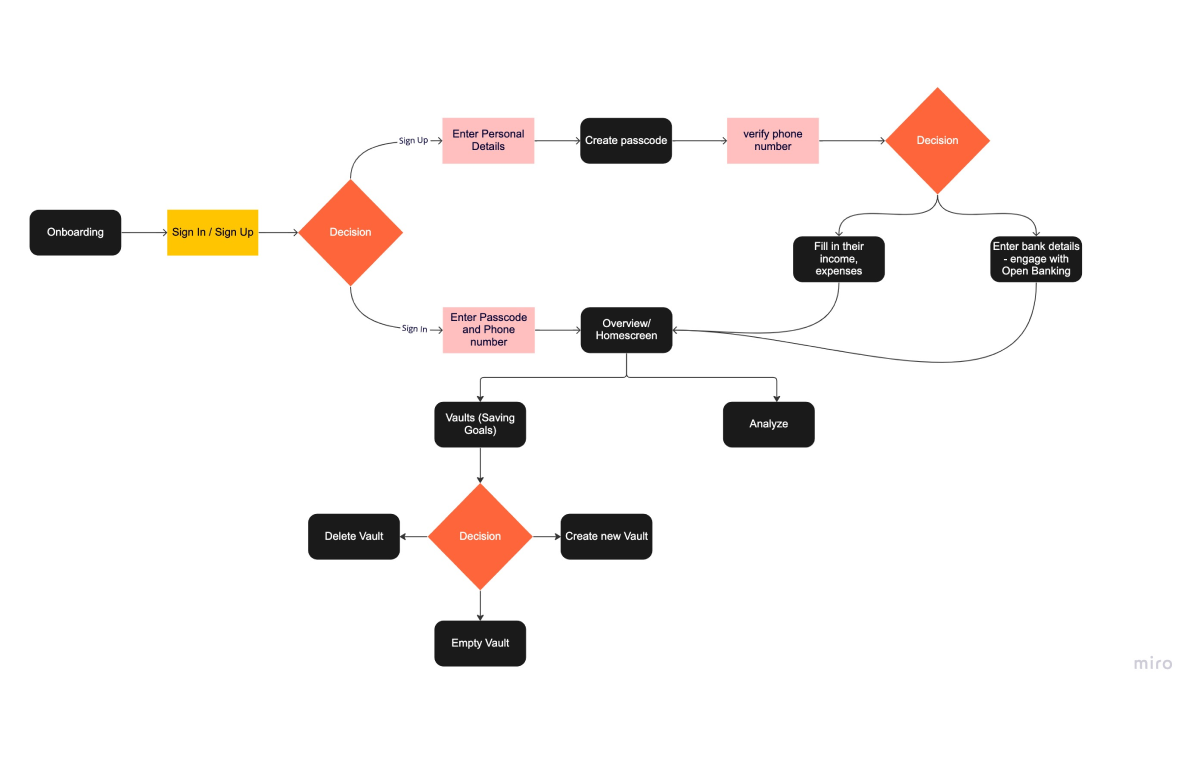 Sign Up
Enter Personal
Details
Create passcode
verify phone
number
Decision
Onboarding
Sign In / Sign Up
Decision
Fill in their
income,
expenses
Enter bank details
- engage with
Open Banking
Sign In
Enter Passcode
and Phone
number
Overview/
Homescreen
Vaults (Saving
Goals)
Analyze
Delete Vault
Decision
Create new Vault
Empty Vault
miro